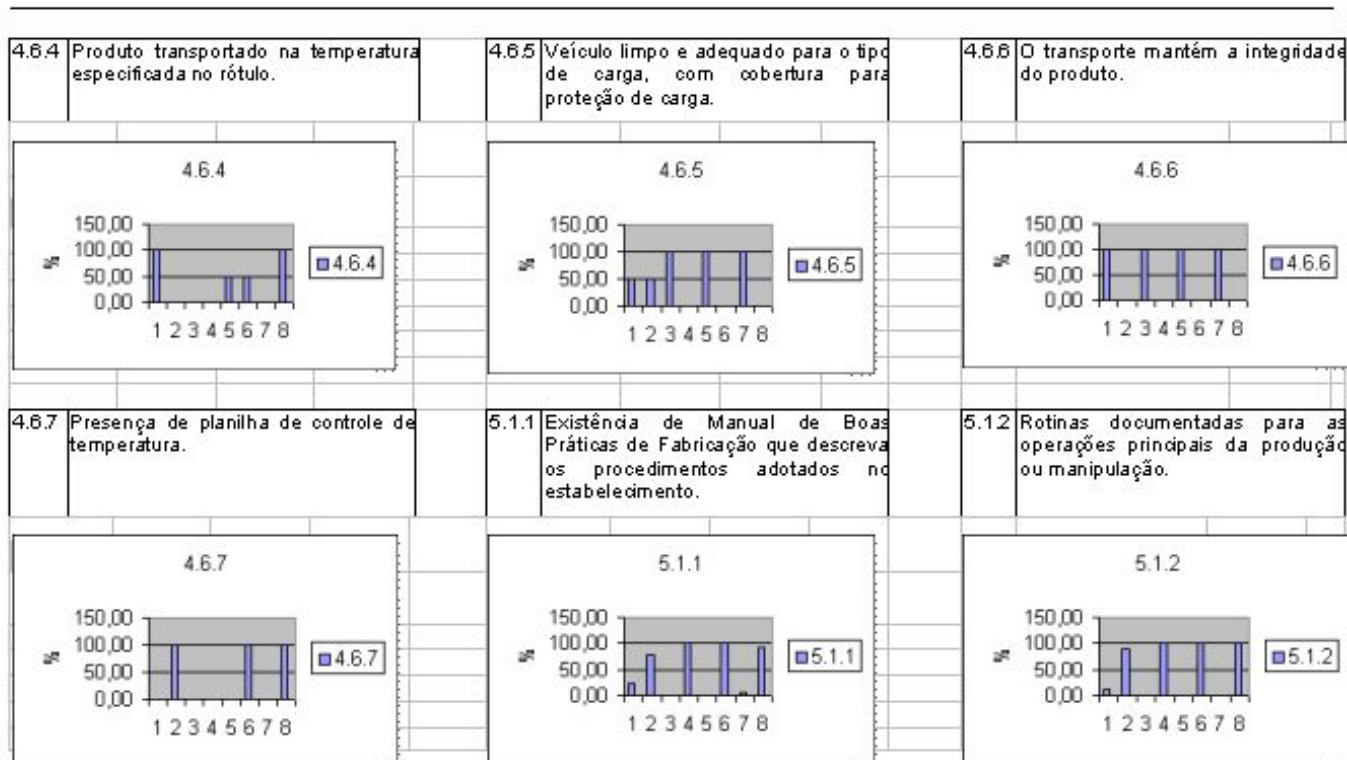 4.6.4 Produto transportado na temperatura
especificada no rótulo.
4.6.5 Veículo limpo e adequado para o tipo
de carga, com cobertura para
proteção de carga.
4.6.6 O transporte mantém a integridade
do produto.
4.6.4
150,00
100,00
50,00
0,00
%
1 2 3 4 5 6 7 8
4.6.4
4.6.5
150,00
100,00
50,00
0,00
%
1 2 3 4 5 6 7 8
4.6.5
4.6.6
150,00
100,00
50,00
0,00
%
1 2 3 4 5 6 7 8
4.6.6
4.6.7 Presença de planilha de controle de
temperatura.
5.1.1 Existência de Manual de Boas
Práticas de Fabricação que descreva
os procedimentos adotados no
estabelecimento.
5.1.2 Rotinas documentadas para as
operações principais da produção
ou manipulação.
4.6.7
150,00
100,00
50,00
0,00
%
1 2 3 4 5 6 7 8
4.6.7
5.1.1
150,00
100,00
50,00
0,00
%
1 2 3 4 5 6 7 8
5.1.1
5.1.2
150,00
100,00
50,00
0,00
%
1 2 3 4 5 6 7 8
5.1.2